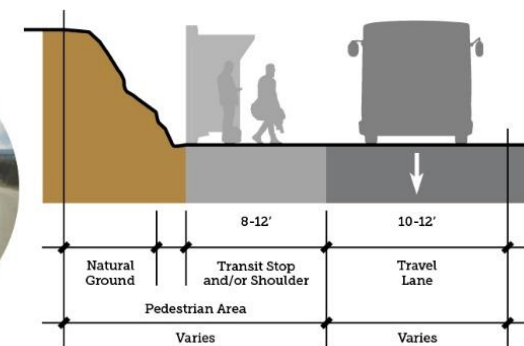 8-12'
10-12'
Natural
Ground
Transit Stop
and/or Shoulder
Travel
Lane
Pedestrian Area
Varies
Varies